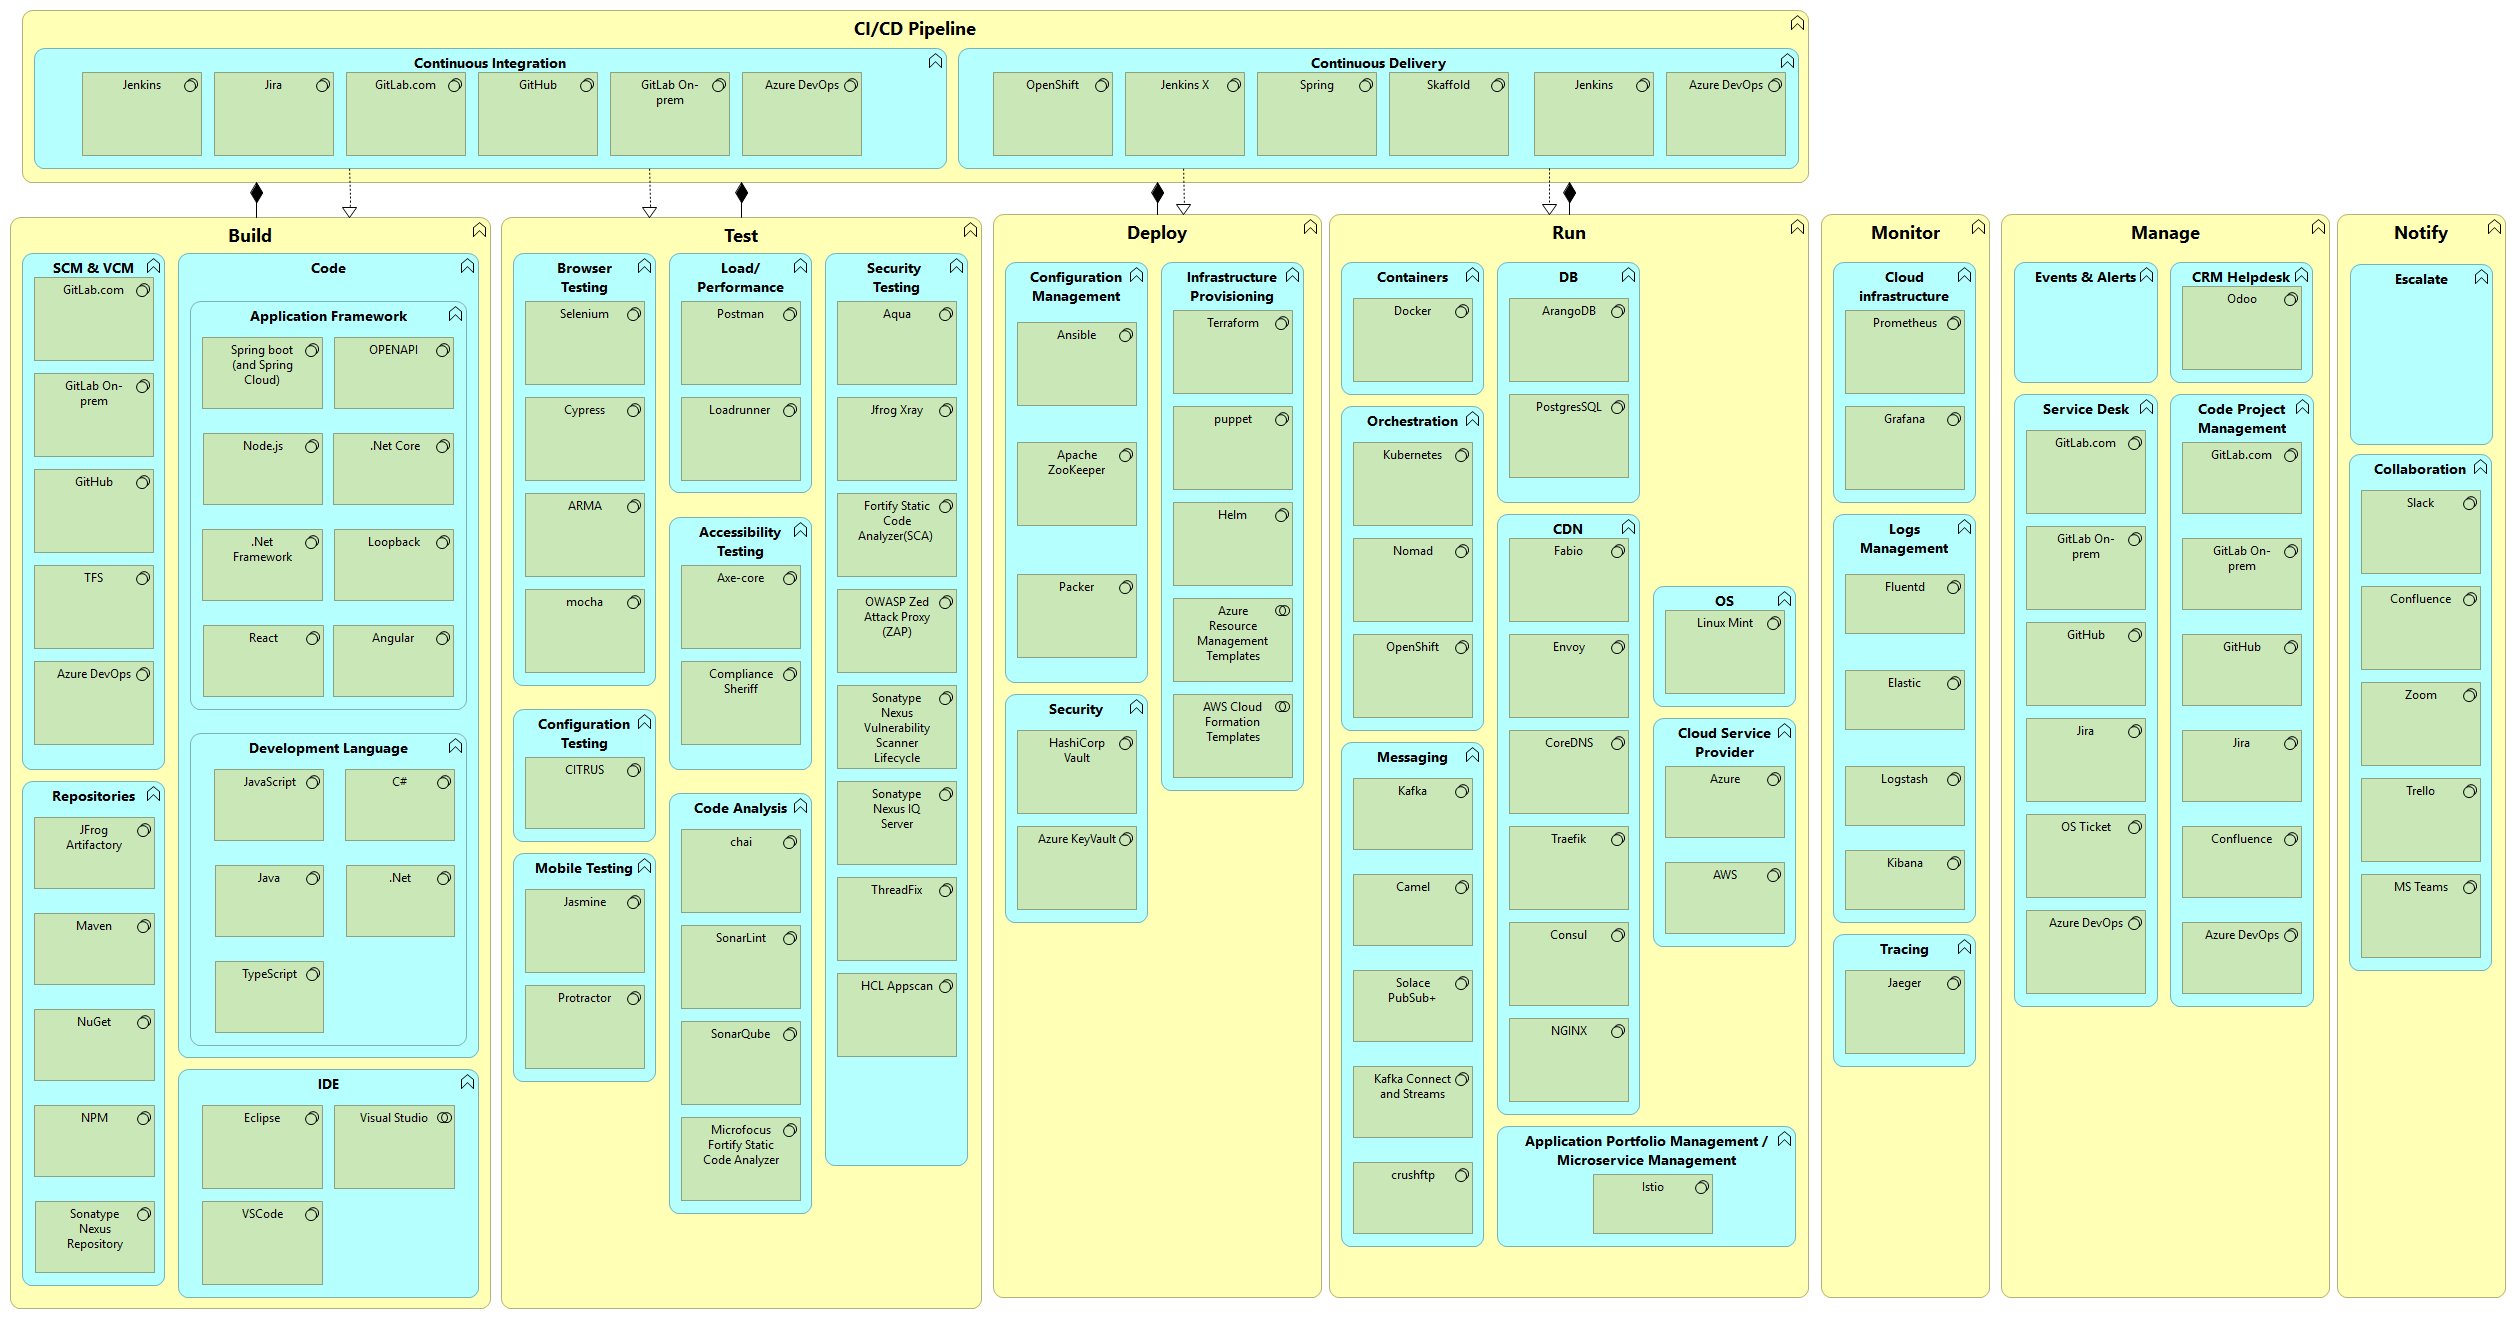 CI/CD Pipeline
Continuous Integration
Jenkins
Jira
GitLab.com
GitHub
GitLab On-
prem
Azure DevOps
Continuous Delivery
OpenShift
Jenkins X
Spring
Skaffold
Jenkins
Azure DevOps
Build
SCM & VCM
GitLab.com
GitLab On-
prem
GitHub
TFS
Azure DevOps
Repositories
JFrog
Artifactory
Maven
NuGet
NPM
Sonatype
Nexus
Repository
Code
Application Framework
Spring boot
(and Spring
Cloud)
OPENAPI
Node.js
.Net Core
.Net
Framework
Loopback
React
Angular
Development Language
JavaScript
C#
Java
.Net
TypeScript
IDE
Eclipse
Visual Studio
VSCode
Test
Browser
Testing
Selenium
Cypress
ARMA
mocha
Configuration
Testing
CITRUS
Mobile Testing
Jasmine
Protractor
Load/
Performance
Postman
Loadrunner
Accessibility
Testing
Axe-core
Compliance
Sheriff
Code Analysis
chai
SonarLint
SonarQube
Microfocus
Fortify Static
Code Analyzer
Security
Testing
Aqua
Jfrog Xray
Fortify Static
Code
Analyzer(SCA)
OWASP Zed
Attack Proxy
(ZAP)
Sonatype
Nexus
Vulnerability
Scanner
Lifecycle
Sonatype
Nexus IQ
Server
ThreadFix
HCL Appscan
Deploy
Configuration
Management
Ansible
Apache
ZooKeeper
Packer
Security
HashiCorp
Vault
Azure KeyVault
Infrastructure
Provisioning
Terraform
puppet
Helm
Azure
Resource
Management
Templates
AWS Cloud
Formation
Templates
Run
Containers
Docker
Orchestration
Kubernetes
Nomad
OpenShift
Messaging
Kafka
Camel
Solace
PubSub+
Kafka Connect
and Streams
crushftp
DB
ArangoDB
PostgresSQL
CDN
Fabio
Envoy
CoreDNS
Traefik
Consul
NGINX
OS
Linux Mint
Cloud Service
Provider
Azure
AWS
Application Portfolio Management /
Microservice Management
Istio
Monitor
Cloud
infrastructure
Prometheus
Grafana
Logs
Management
Fluentd
Elastic
Logstash
Kibana
Tracing
Jaeger
Manage
Events & Alerts
CRM Helpdesk
Odoo
Service Desk
GitLab.com
GitLab On-
prem
GitHub
Jira
OS Ticket
Azure DevOps
Code Project
Management
GitLab.com
GitLab On-
prem
GitHub
Jira
Confluence
Azure DevOps
Notify
Escalate
Collaboration
Slack
Confluence
Zoom
Trello
MS Teams